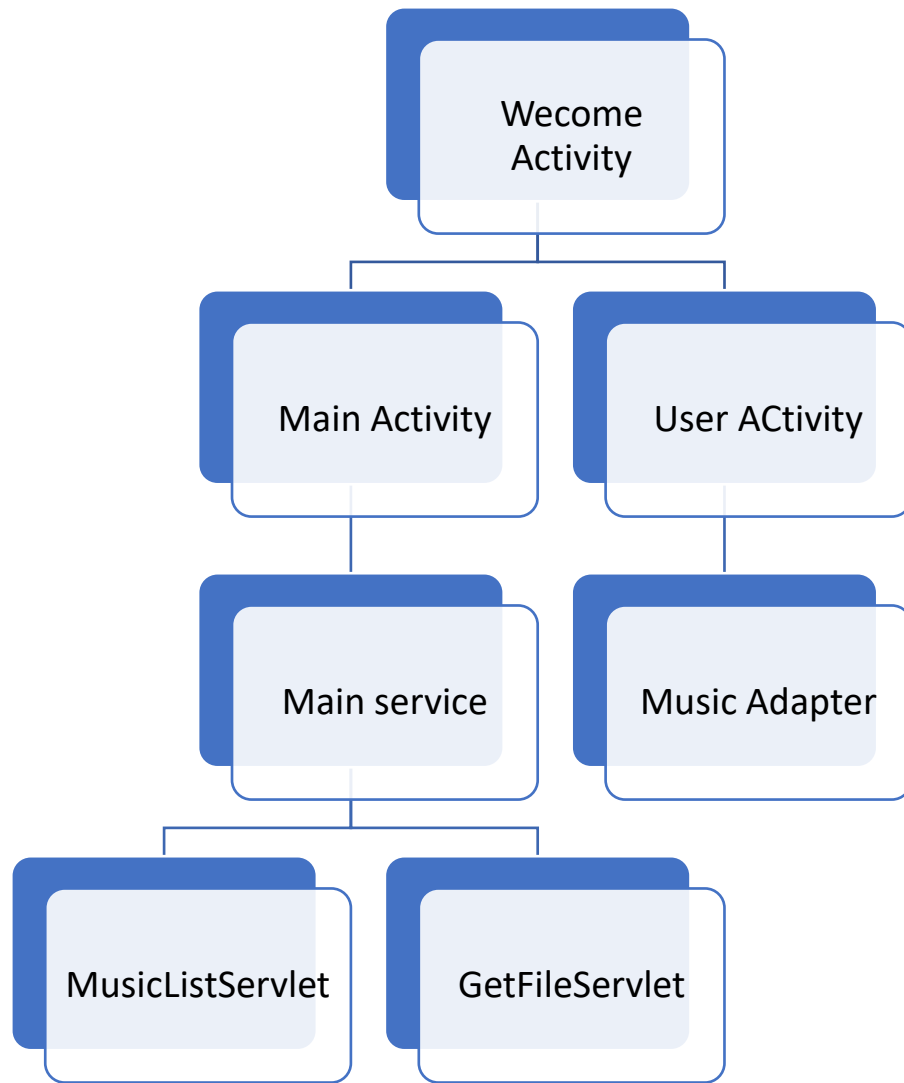 Wecome
Activity
Main Activity
User ACtivity
Main service
Music Adapter
MusicListServlet
GetFileServlet